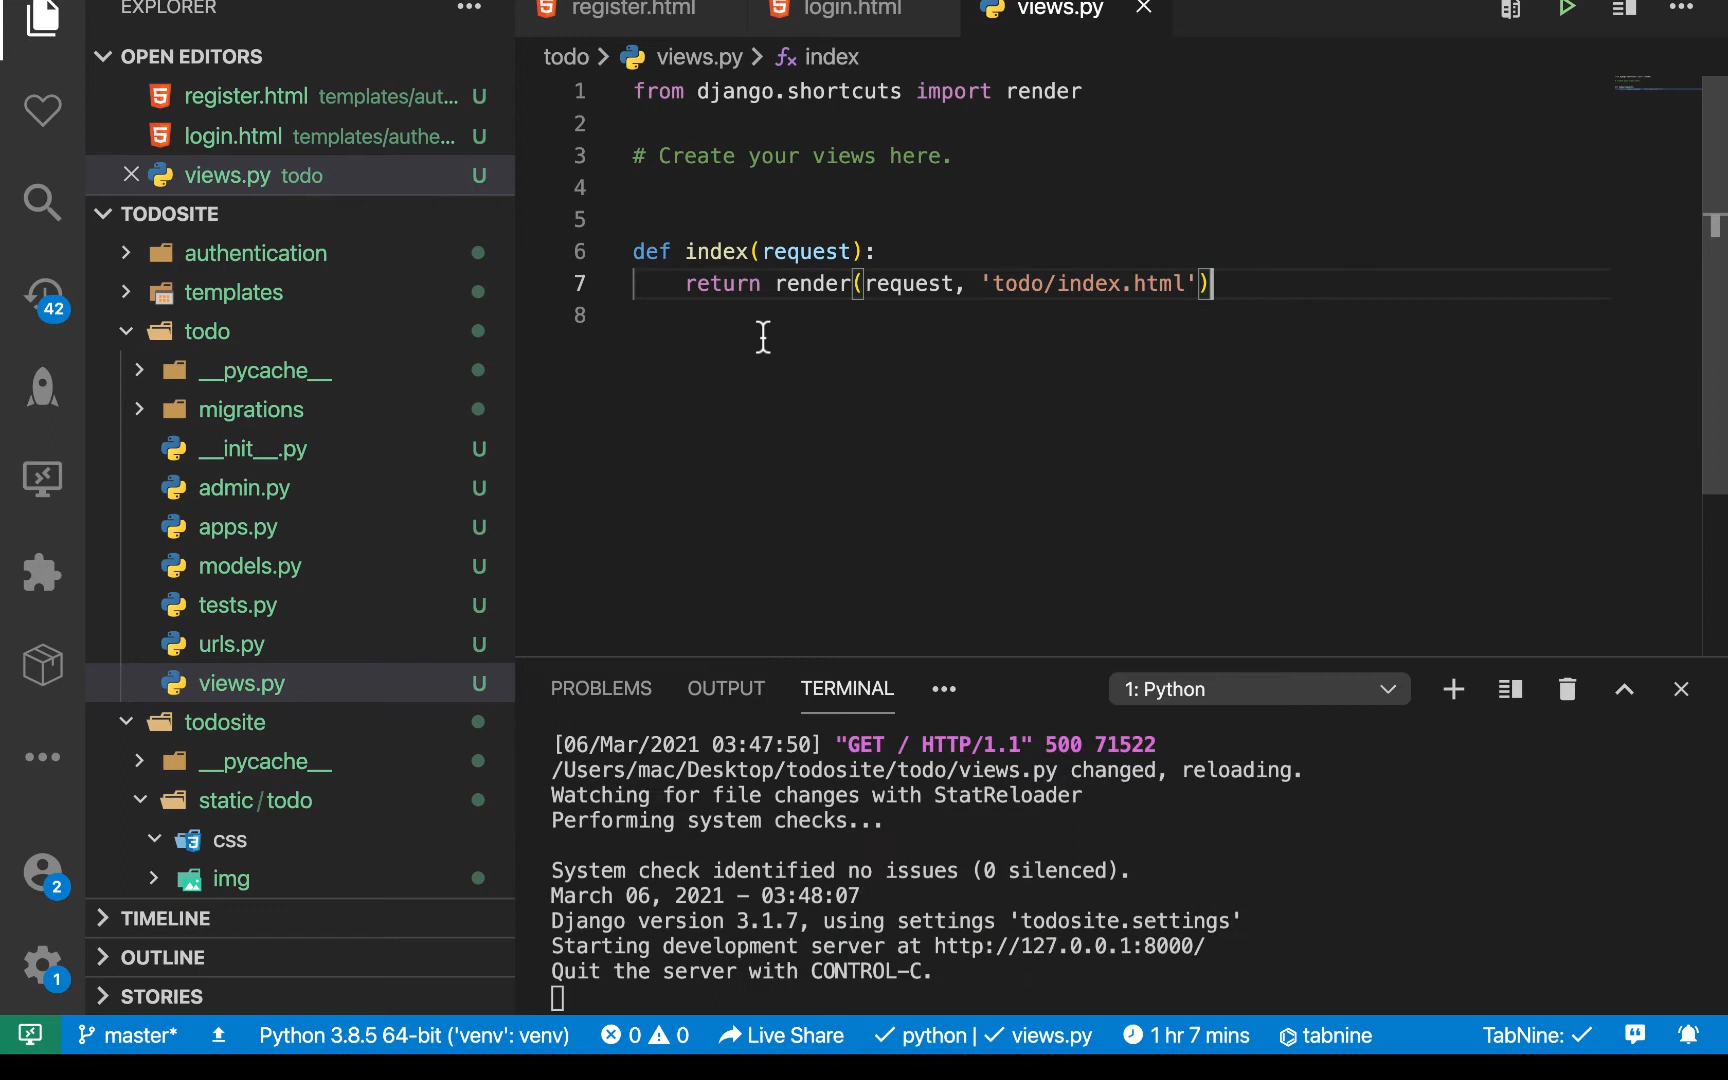 EXPLORER
OPEN EDITORS
register.html templates/aut... U
login.html templates/authe... U
views.py todo U
TODOSITE
authentication
templates
todo
__pycache__
migrations
__init__.py U
admin.py U
apps.py U
models.py U
tests.py U
urls.py U
views.py U
todosite
__pycache__
static/todo
css
img
TIMELINE
OUTLINE
STORIES
42
2
1
register.html login.html views.py
todo > views.py > index
1 from django.shortcuts import render
2
3 # Create your views here.
4
5
6 def index(request):
7 return render(request, 'todo/index.html')
8
PROBLEMS OUTPUT TERMINAL ... 1: Python
[06/Mar/2021 03:47:50] "GET / HTTP/1.1" 500 71522
/Users/mac/Desktop/todosite/todo/views.py changed, reloading.
Watching for file changes with StatReloader
Performing system checks...
System check identified no issues (0 silenced).
March 06, 2021 - 03:48:07
Django version 3.1.7, using settings 'todosite.settings'
Starting development server at http://127.0.0.1:8000/
Quit the server with CONTROL-C.
master* Python 3.8.5 64-bit ('venv': venv) 0 0 Live Share python | views.py 1 hr 7 mins tabnine TabNine: